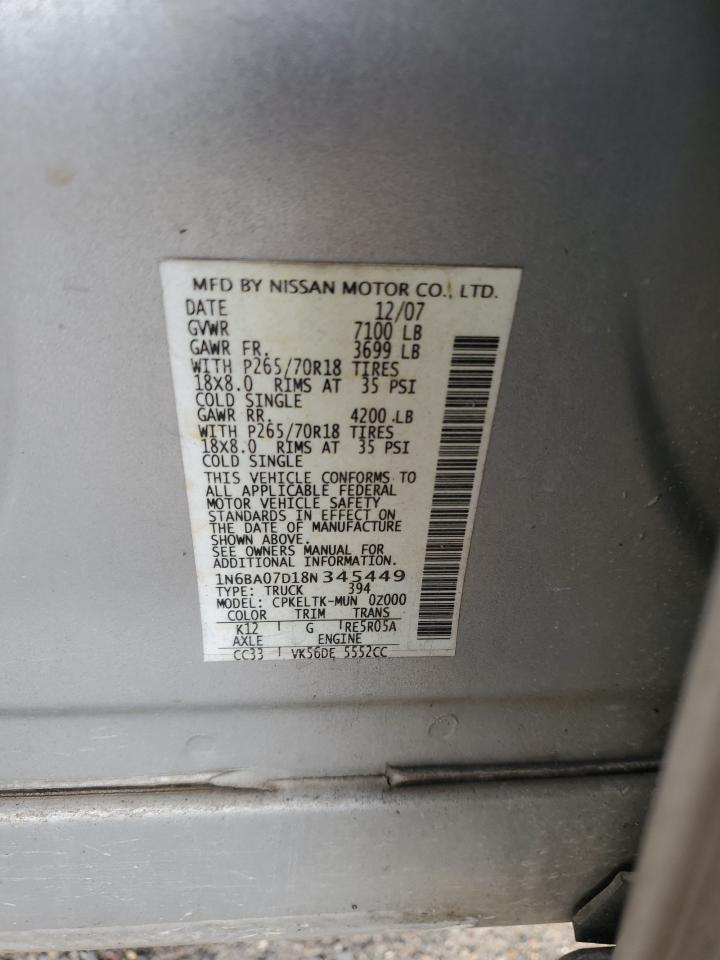 MFD BY NISSAN MOTOR CO., LTD.
DATE 12/07
GVWR 7100 LB
GAWR FR. 3699 LB
WITH P265/70R18 TIRES
18X8.0 RIMS AT 35 PSI
COLD SINGLE
GAWR RR. 4200 LB
WITH P265/70R18 TIRES
18X8.0 RIMS AT 35 PSI
COLD SINGLE
THIS VEHICLE CONFORMS TO
ALL APPLICABLE FEDERAL
MOTOR VEHICLE SAFETY
STANDARDS IN EFFECT ON
THE DATE OF MANUFACTURE
SHOWN ABOVE.
SEE OWNERS MANUAL FOR
ADDITIONAL INFORMATION.
1N6BA07D18N345449
TYPE: TRUCK 394
MODEL: CPKELTK-MUN 0Z000
COLOR TRIM TRANS
K12 G RE5R05A
AXLE ENGINE
CC33 VK56DE 5552CC